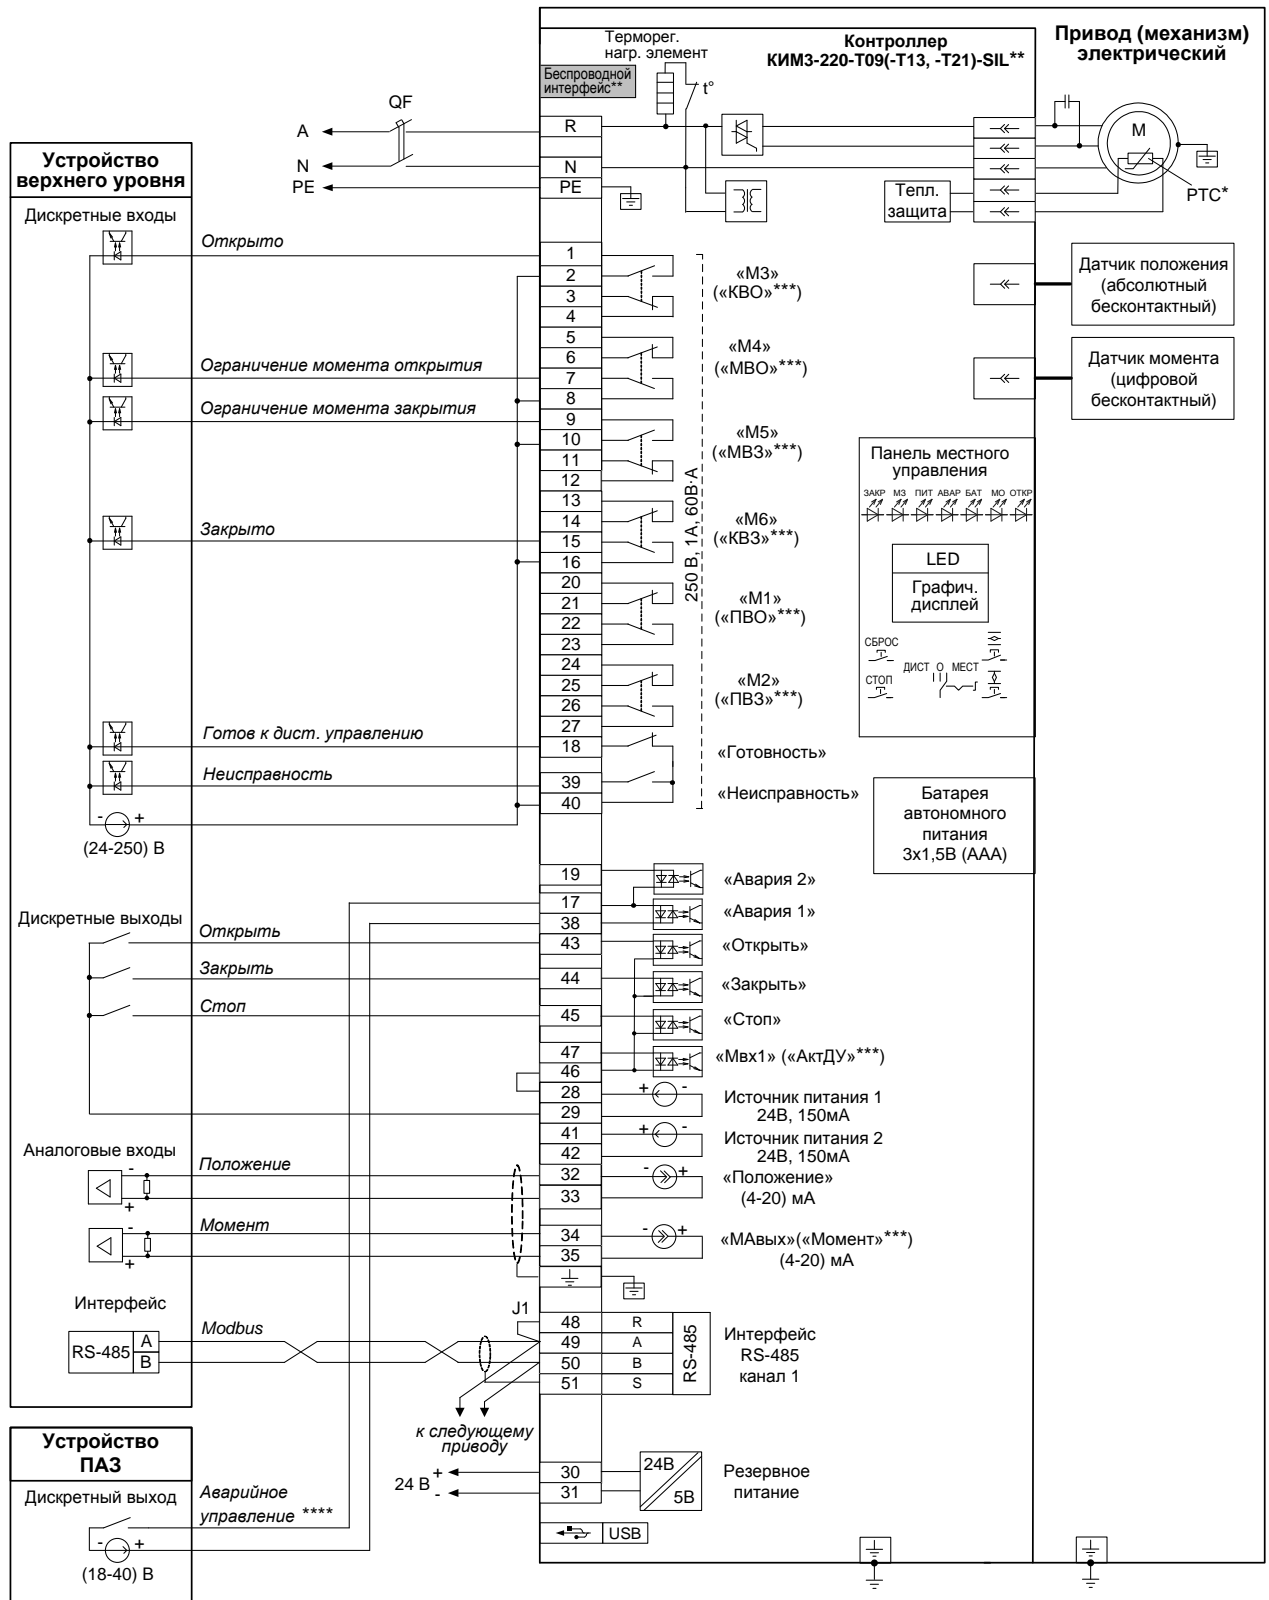 Привод (механизм)
электрический
Контроллер
КИМ3-220-Т09(-Т13, -Т21)-SIL**
Терморег.
нагр. элемент
t°
Беспроводной
интерфейс**
QF
A
N
PE
R
N
PE
M
PTC*
Тепл.
защита
Устройство
верхнего уровня
Дискретные входы
Открыто
Ограничение момента открытия
Ограничение момента закрытия
Закрыто
Готов к дист. управлению
Неисправность
- +
(24-250) В
1
2
3
4
5
6
7
8
9
10
11
12
13
14
15
16
20
21
22
23
24
25
26
27
18
39
40
«М3»
(«КВО»***)
«М4»
(«МВО»***)
«М5»
(«МВЗ»***)
«М6»
(«КВЗ»***)
«М1»
(«ПВО»***)
«М2»
(«ПВЗ»***)
«Готовность»
«Неисправность»
250 В, 1А, 60В·А
Датчик положения
(абсолютный
бесконтактный)
Датчик момента
(цифровой
бесконтактный)
Панель местного
управления
ЗАКР МЗ ПИТ АВАР БАТ МО ОТКР
LED
Графич.
дисплей
СБРОС
СТОП
ДИСТ О МЕСТ
Батарея
автономного
питания
3х1,5В (ААА)
Дискретные выходы
Открыть
Закрыть
Стоп
19
17
38
43
44
45
47
46
28
29
41
42
32
33
34
35
«Авария 2»
«Авария 1»
«Открыть»
«Закрыть»
«Стоп»
«Мвх1» («АктДУ»***)
+ -
Источник питания 1
24В, 150мА
+ -
Источник питания 2
24В, 150мА
- +
«Положение»
(4-20) мА
- +
«МАвых»(«Момент»***)
(4-20) мА
Аналоговые входы
Положение
-
+
Момент
-
+
Интерфейс
RS-485
A
B
Modbus
J1
48 R
49 A
50 B
51 S
RS-485
Интерфейс
RS-485
канал 1
к следующему
приводу
24 В
+
-
30
31
24В
5В
Резервное
питание
USB
Устройство
ПАЗ
Дискретный выход
Аварийное
управление ****
- +
(18-40) В